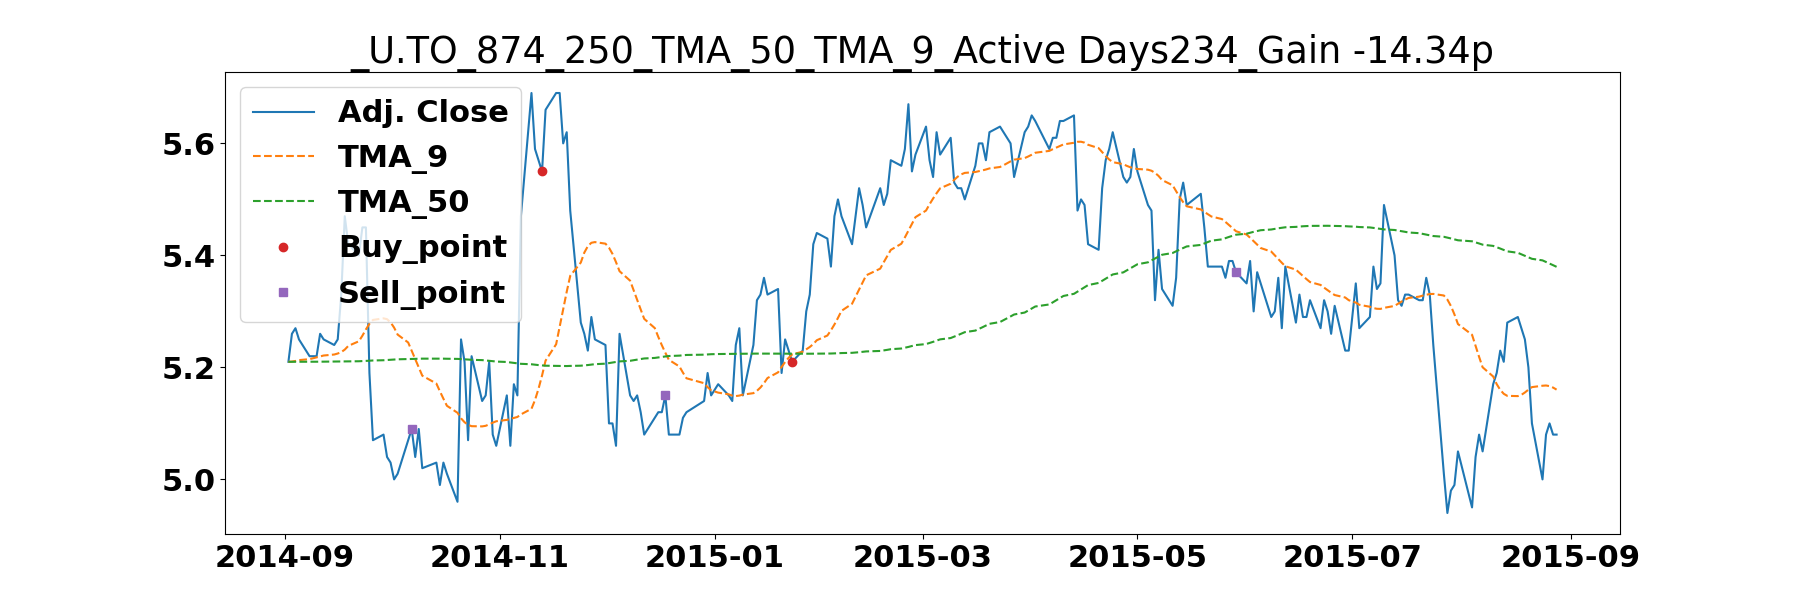 _U.TO_874_250_TMA_50_TMA_9_Active Days234_Gain -14.34p
Adj. Close
TMA_9
TMA_50
Buy_point
Sell_point
5.6
5.4
5.2
5.0
2014-09 2014-11 2015-01 2015-03 2015-05 2015-07 2015-09